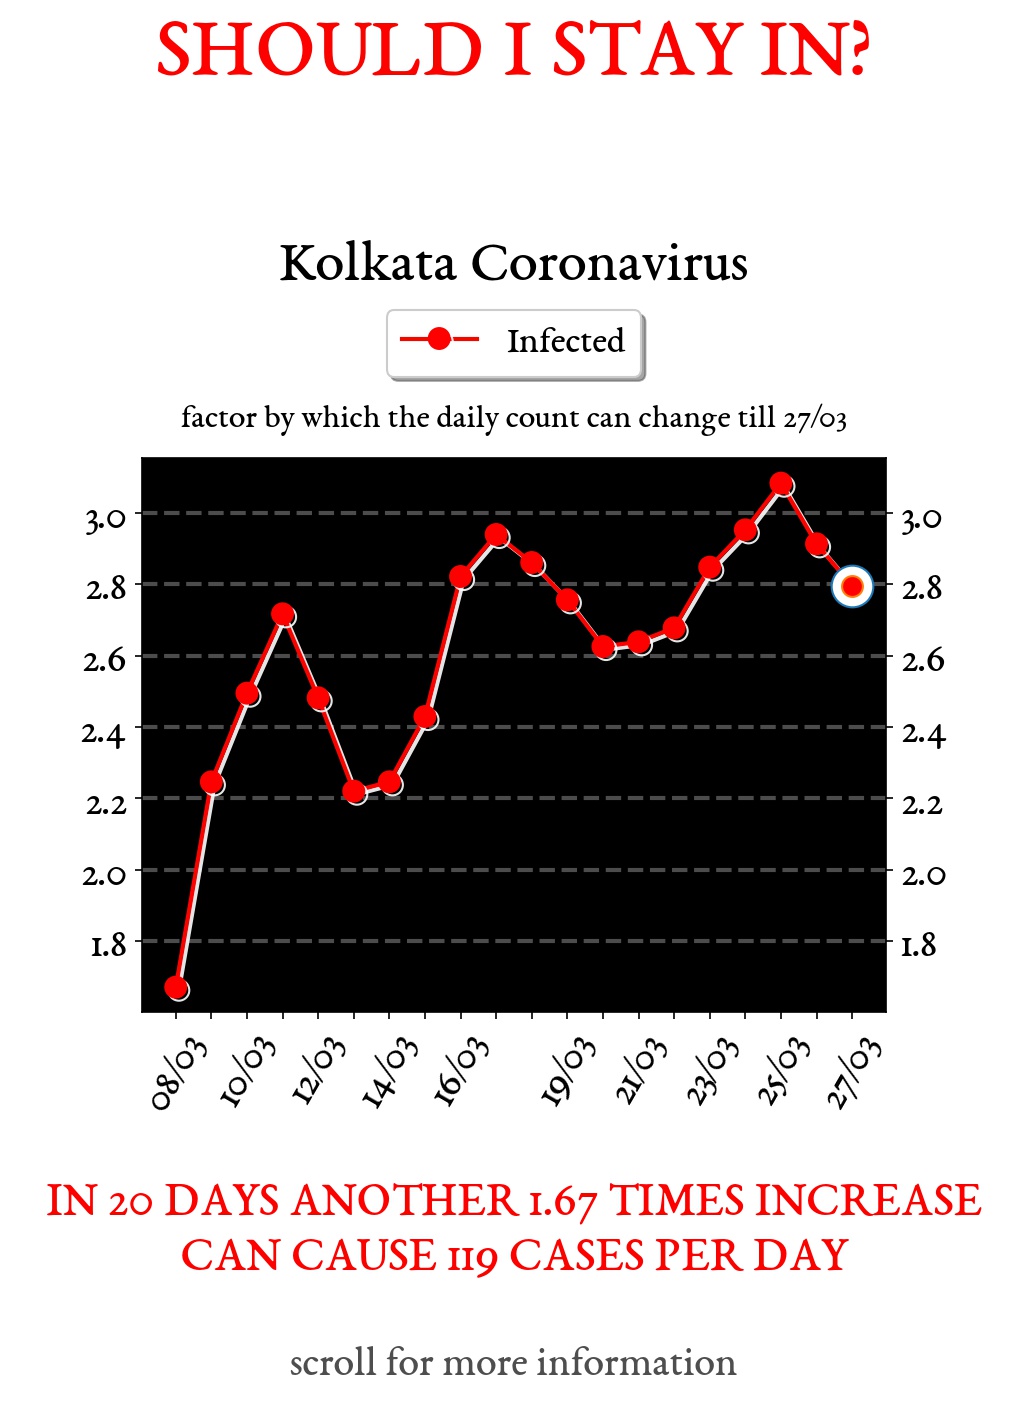 SHOULD I STAY IN?
Kolkata Coronavirus
Infected
factor by which the daily count can change till 27/03
3.0 3.0
2.8 2.8
2.6 2.6
2.4 2.4
2.2 2.2
2.0 2.0
1.8 1.8
08/03 10/03 12/03 14/03 16/03 19/03 21/03 23/03 25/03 27/03
IN 20 DAYS ANOTHER 1.67 TIMES INCREASE
CAN CAUSE 119 CASES PER DAY
scroll for more information